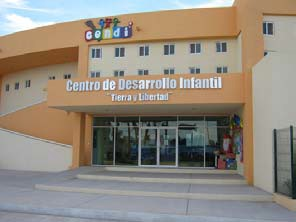 Cendi
Centro de Desarrollo Infantil
"Tierra y Libertad"